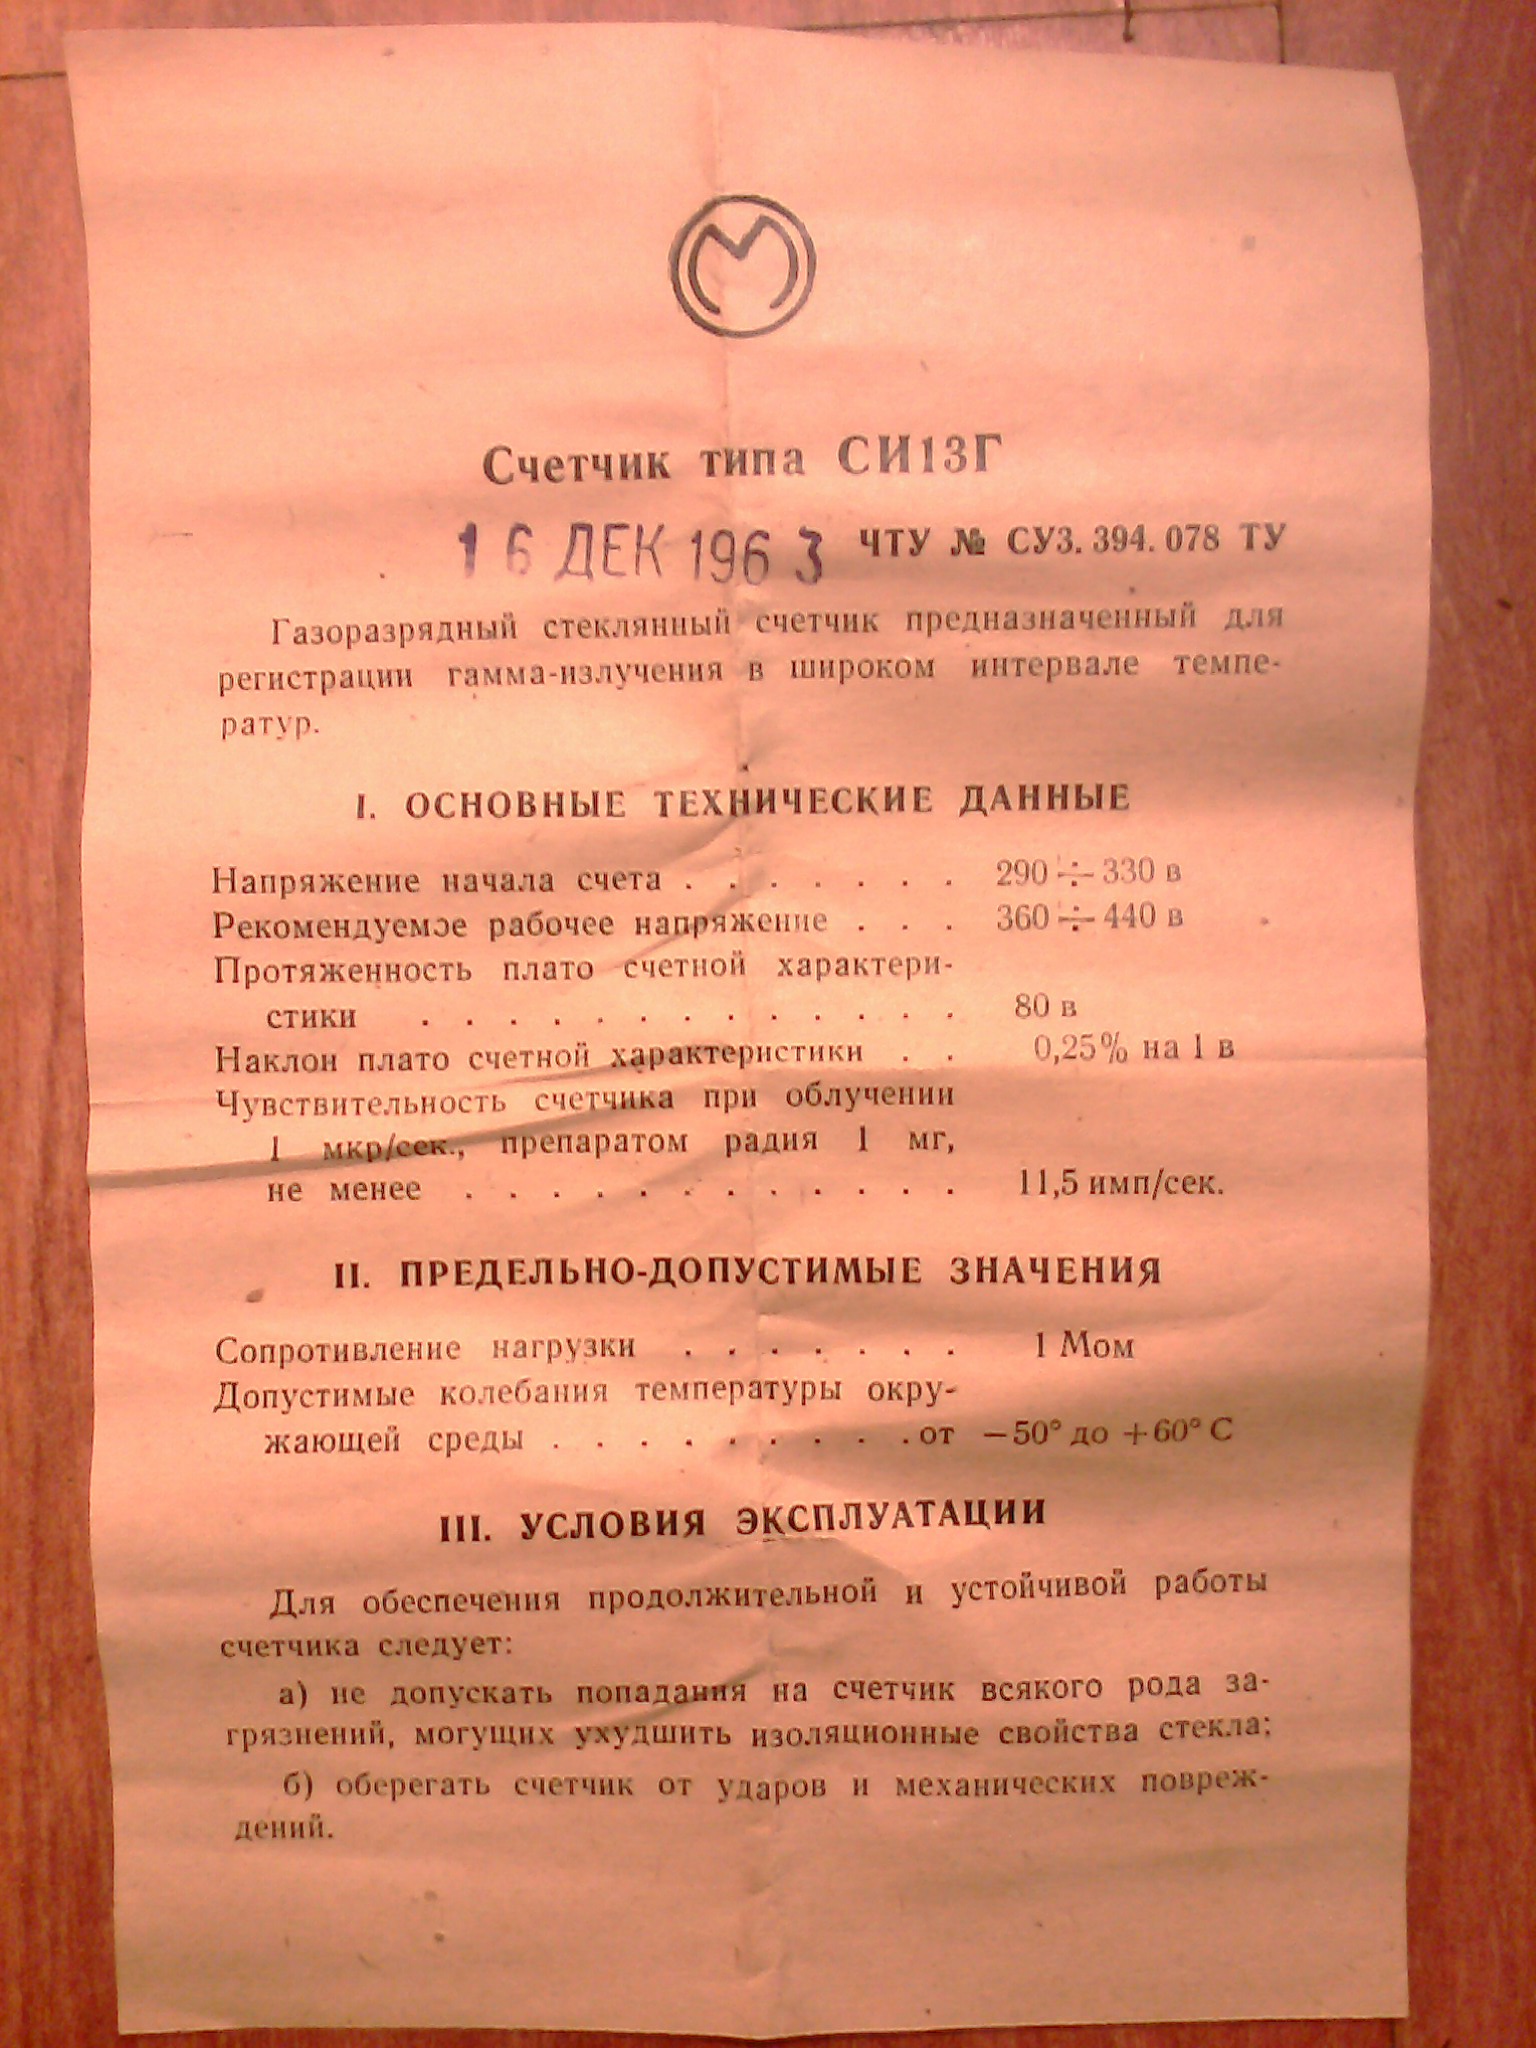 М
Счетчик типа СИ13Г
16 ДЕК 1963 ЧТУ № СУ3. 394. 078 ТУ
Газоразрядный стеклянный счетчик предназначенный для
регистрации гамма-излучения в широком интервале темпе-
ратур.
I. ОСНОВНЫЕ ТЕХНИЧЕСКИЕ ДАННЫЕ
Напряжение начала счета . . . . . . . 290÷330 в
Рекомендуемое рабочее напряжение . . . 360÷440 в
Протяженность плато счетной характери-
стики . . . . . . . . . . . . . 80 в
Наклон плато счетной характеристики . . 0,25% на 1 в
Чувствительность счетчика при облучении
1 мкр/сек., препаратом радия 1 мг,
не менее . . . . . . . . . . . . 11,5 имп/сек.
II. ПРЕДЕЛЬНО-ДОПУСТИМЫЕ ЗНАЧЕНИЯ
Сопротивление нагрузки . . . . . . . 1 Мом
Допустимые колебания температуры окру-
жающей среды . . . . . . . . . от −50° до +60° С
III. УСЛОВИЯ ЭКСПЛУАТАЦИИ
Для обеспечения продолжительной и устойчивой работы
счетчика следует:
а) не допускать попадания на счетчик всякого рода за-
грязнений, могущих ухудшить изоляционные свойства стекла;
б) оберегать счетчик от ударов и механических повреж-
дений.